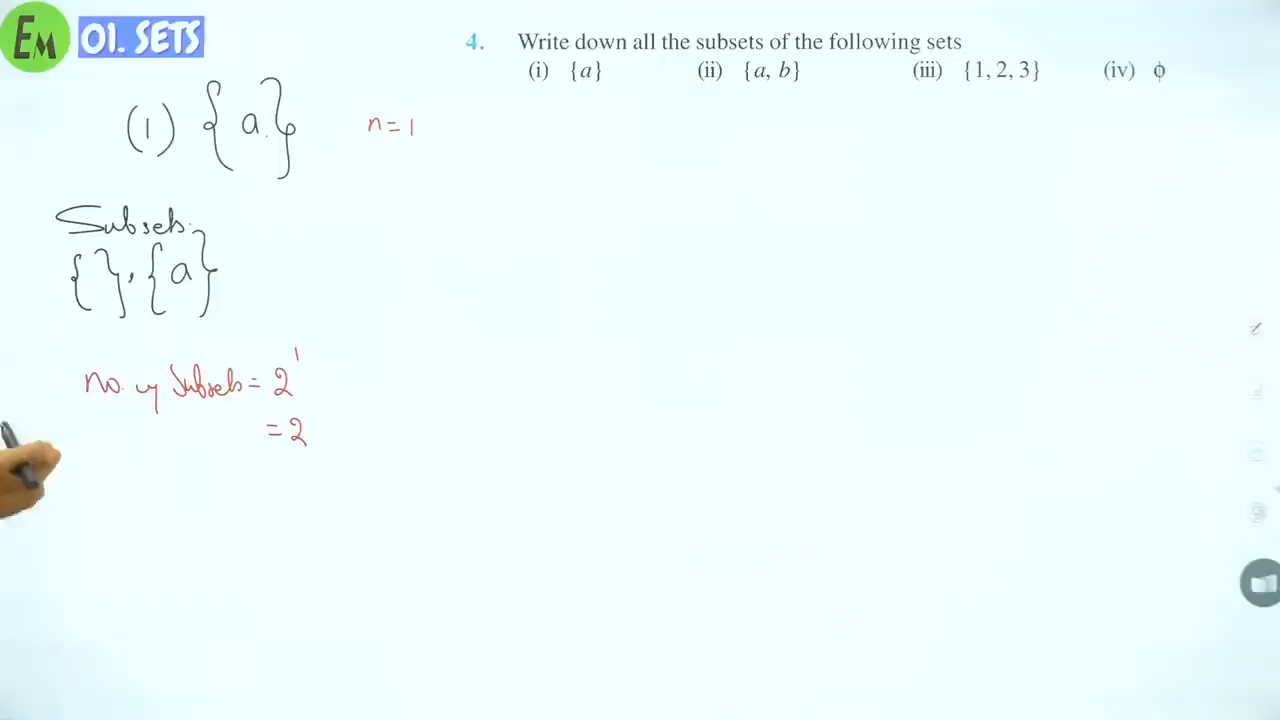 EM 01. SETS
4. Write down all the subsets of the following sets
(i) {a} (ii) {a, b} (iii) {1, 2, 3} (iv) ϕ
(1) {a.} n = 1
Subsets.
{ }, {a}
no. of subsets = 2¹
= 2